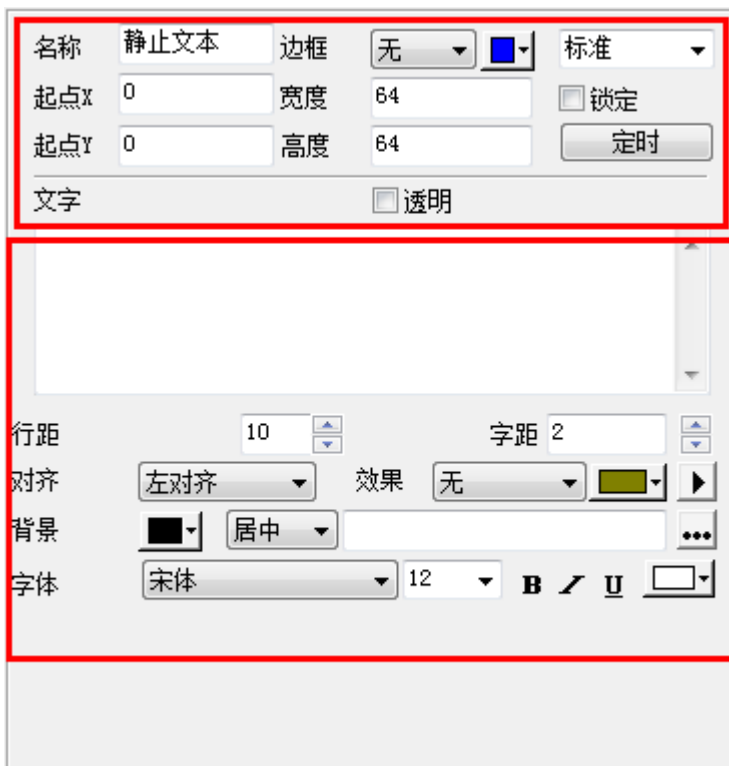 名称 静止文本 边框 无 标准
起点X 0 宽度 64 锁定
起点Y 0 高度 64 定时
文字 透明
行距 10 字距 2
对齐 左对齐 效果 无
背景 居中
字体 宋体 12 B I U